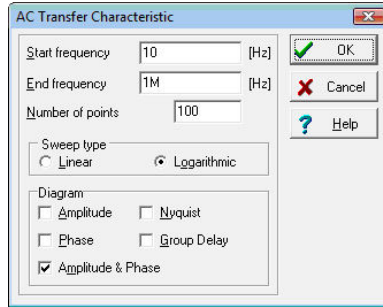 AC Transfer Characteristic
Start frequency 10 [Hz]
End frequency 1M [Hz]
Number of points 100
Sweep type
Linear Logarithmic
Diagram
Amplitude Nyquist
Phase Group Delay
Amplitude & Phase
OK
Cancel
Help